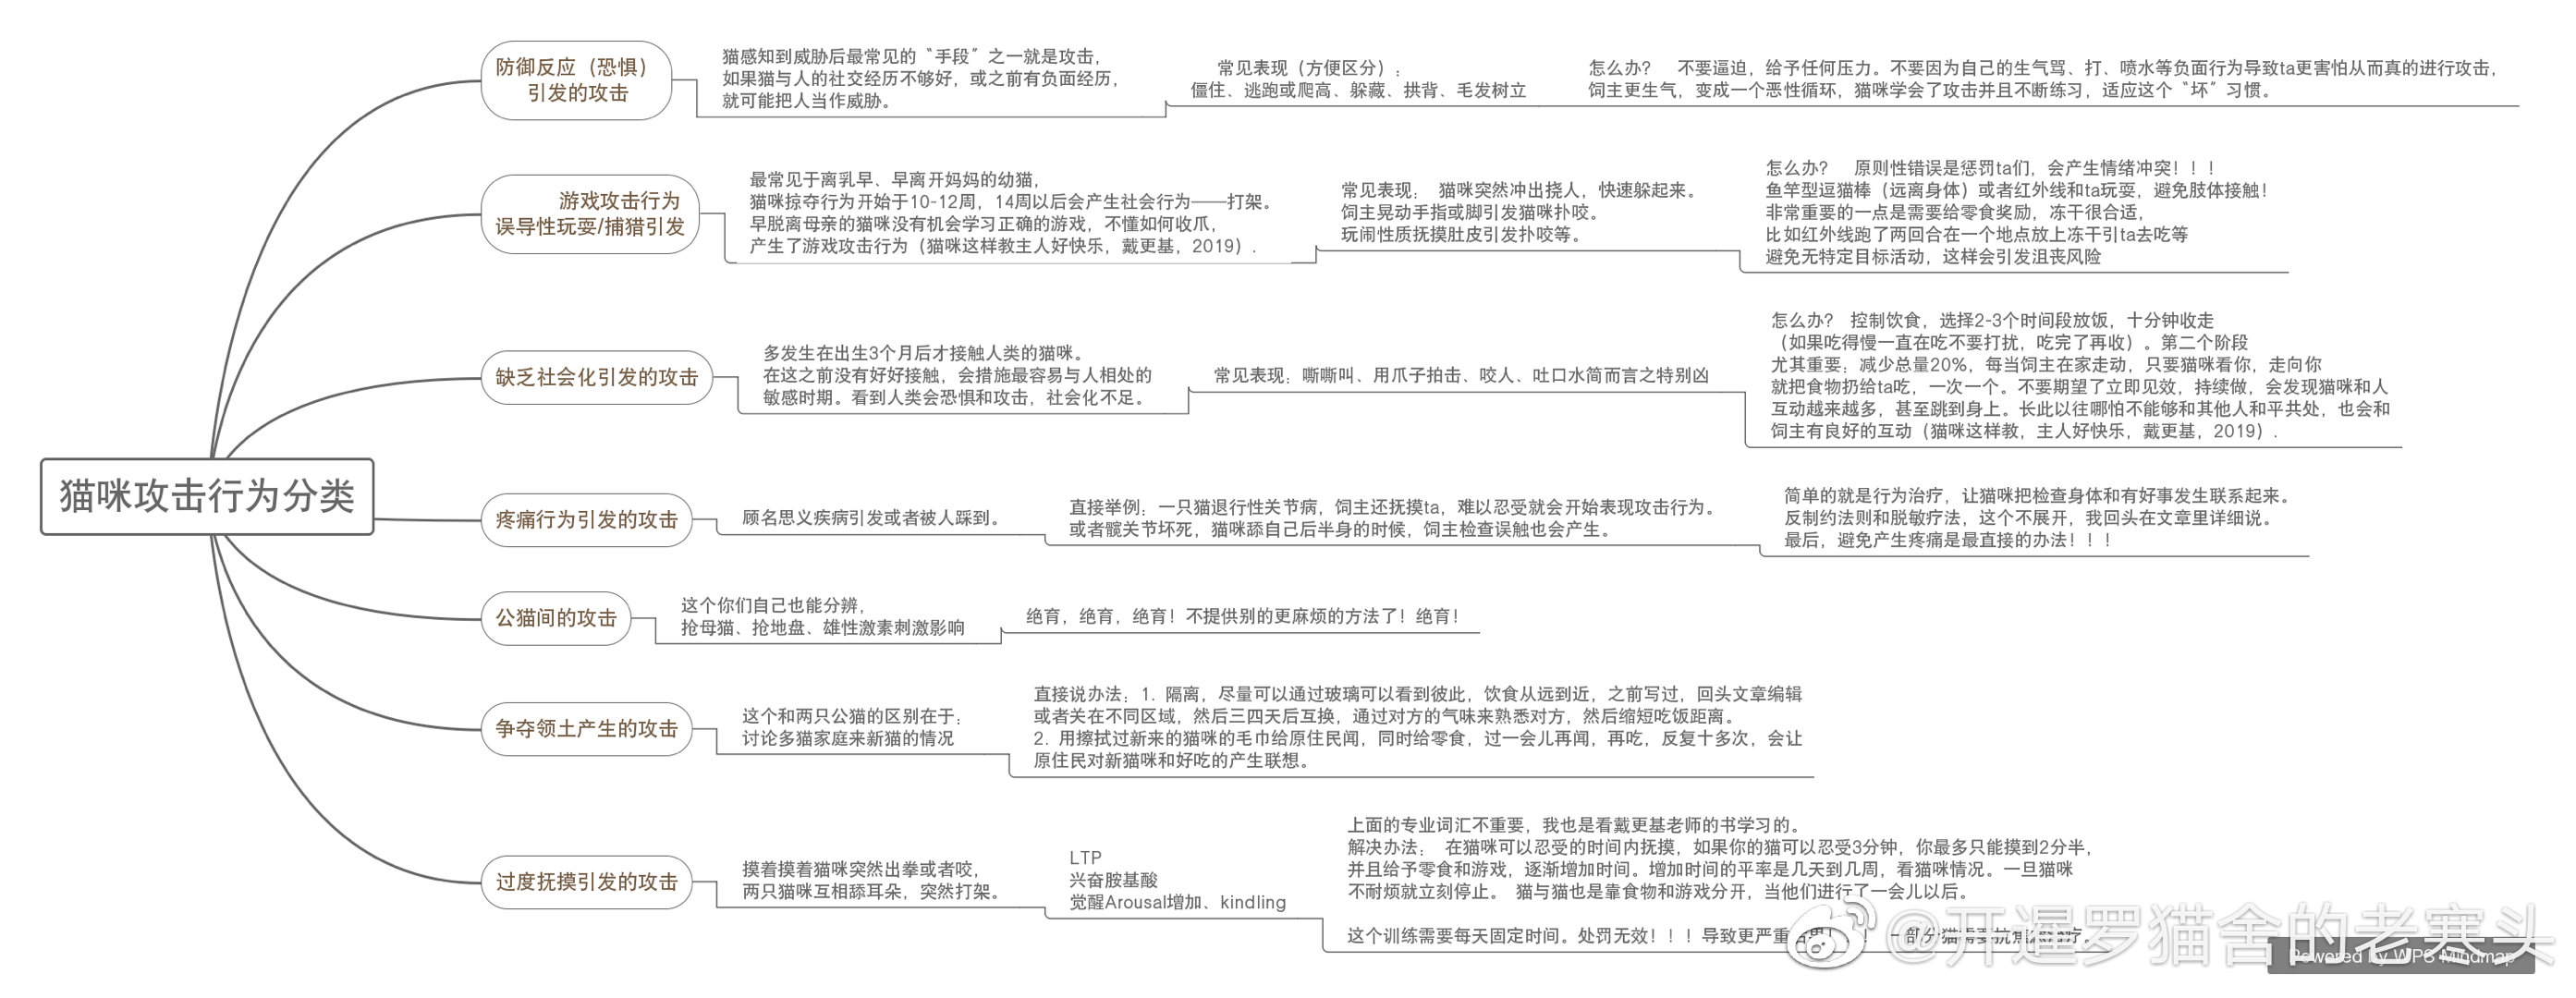 猫咪攻击行为分类
防御反应（恐惧）
引发的攻击
猫感知到威胁后最常见的“手段”之一就是攻击，
如果猫与人的社交经历不够好，或之前有负面经历，
就可能把人当作威胁。
常见表现（方便区分）：
僵住、逃跑或爬高、躲藏、拱背、毛发树立
怎么办？ 不要逼迫，给予任何压力。不要因为自己的生气骂、打、喷水等负面行为导致ta更害怕从而真的进行攻击，
饲主更生气，变成一个恶性循环，猫咪学会了攻击并且不断练习，适应这个“坏”习惯。
游戏攻击行为
误导性玩耍/捕猎引发
最常见于离乳早、早离开妈妈的幼猫，
猫咪掠夺行为开始于10-12周，14周以后会产生社会行为——打架。
早脱离母亲的猫咪没有机会学习正确的游戏，不懂如何收爪，
产生了游戏攻击行为（猫咪这样教主人好快乐，戴更基，2019）.
常见表现： 猫咪突然冲出挠人，快速躲起来。
饲主晃动手指或脚引发猫咪扑咬。
玩闹性质抚摸肚皮引发扑咬等。
怎么办？ 原则性错误是惩罚ta们，会产生情绪冲突！！！
鱼竿型逗猫棒（远离身体）或者红外线和ta玩耍，避免肢体接触！
非常重要的一点是需要给零食奖励，冻干很合适，
比如红外线跑了两回合在一个地点放上冻干引ta去吃等
避免无特定目标活动，这样会引发沮丧风险
缺乏社会化引发的攻击
多发生在出生3个月后才接触人类的猫咪。
在这之前没有好好接触，会措施最容易与人相处的
敏感时期。看到人类会恐惧和攻击，社会化不足。
常见表现：嘶嘶叫、用爪子拍击、咬人、吐口水简而言之特别凶
怎么办？ 控制饮食，选择2-3个时间段放饭，十分钟收走
（如果吃得慢一直在吃不要打扰，吃完了再收）。第二个阶段
尤其重要：减少总量20%，每当饲主在家走动，只要猫咪看你，走向你
就把食物扔给ta吃，一次一个。不要期望了立即见效，持续做，会发现猫咪和人
互动越来越多，甚至跳到身上。长此以往哪怕不能够和其他人和平共处，也会和
饲主有良好的互动（猫咪这样教，主人好快乐，戴更基，2019）.
疼痛行为引发的攻击
顾名思义疾病引发或者被人踩到。
直接举例：一只猫退行性关节病，饲主还抚摸ta，难以忍受就会开始表现攻击行为。
或者髋关节坏死，猫咪舔自己后半身的时候，饲主检查误触也会产生。
简单的就是行为治疗，让猫咪把检查身体和有好事发生联系起来。
反制约法则和脱敏疗法，这个不展开，我回头在文章里详细说。
最后，避免产生疼痛是最直接的办法！！！
公猫间的攻击
这个你们自己也能分辨，
抢母猫、抢地盘、雄性激素刺激影响
绝育，绝育，绝育！不提供别的更麻烦的方法了！绝育！
争夺领土产生的攻击
这个和两只公猫的区别在于：
讨论多猫家庭来新猫的情况
直接说办法：1. 隔离，尽量可以通过玻璃可以看到彼此，饮食从远到近，之前写过，回头文章编辑
或者关在不同区域，然后三四天后互换，通过对方的气味来熟悉对方，然后缩短吃饭距离。
2. 用擦拭过新来的猫咪的毛巾给原住民闻，同时给零食，过一会儿再闻，再吃，反复十多次，会让
原住民对新猫咪和好吃的产生联想。
过度抚摸引发的攻击
摸着摸着猫咪突然出拳或者咬，
两只猫咪互相舔耳朵，突然打架。
LTP
兴奋胺基酸
觉醒Arousal增加、kindling
上面的专业词汇不重要，我也是看戴更基老师的书学习的。
解决办法： 在猫咪可以忍受的时间内抚摸，如果你的猫可以忍受3分钟，你最多只能摸到2分半，
并且给予零食和游戏，逐渐增加时间。增加时间的平率是几天到几周，看猫咪情况。一旦猫咪
不耐烦就立刻停止。 猫与猫也是靠食物和游戏分开，当他们进行了一会儿以后。
这个训练需要每天固定时间。处罚无效！！！导致更严重 一部分猫需要抗焦
@开暹罗猫舍的老寒头
Powered by WPS Mindmap